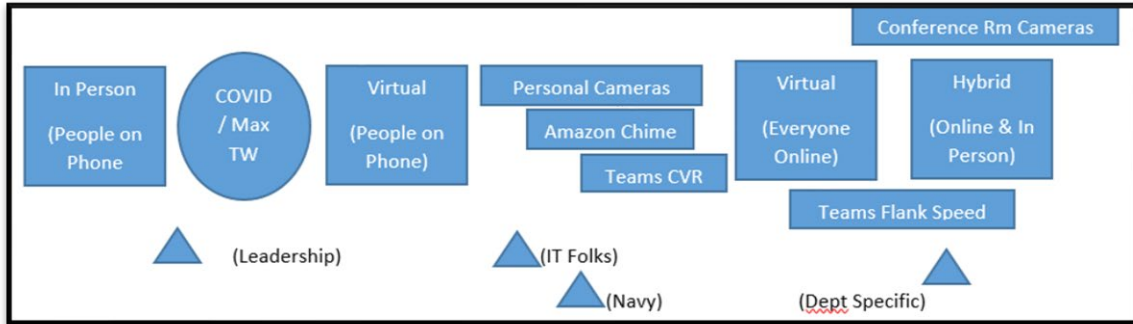 Conference Rm Cameras
In Person
(People on
Phone
COVID
/ Max
TW
Virtual
(People on
Phone)
Personal Cameras
Amazon Chime
Teams CVR
Virtual
(Everyone
Online)
Hybrid
(Online & In
Person)
Teams Flank Speed
(Leadership)
(IT Folks)
(Navy)
(Dept Specific)